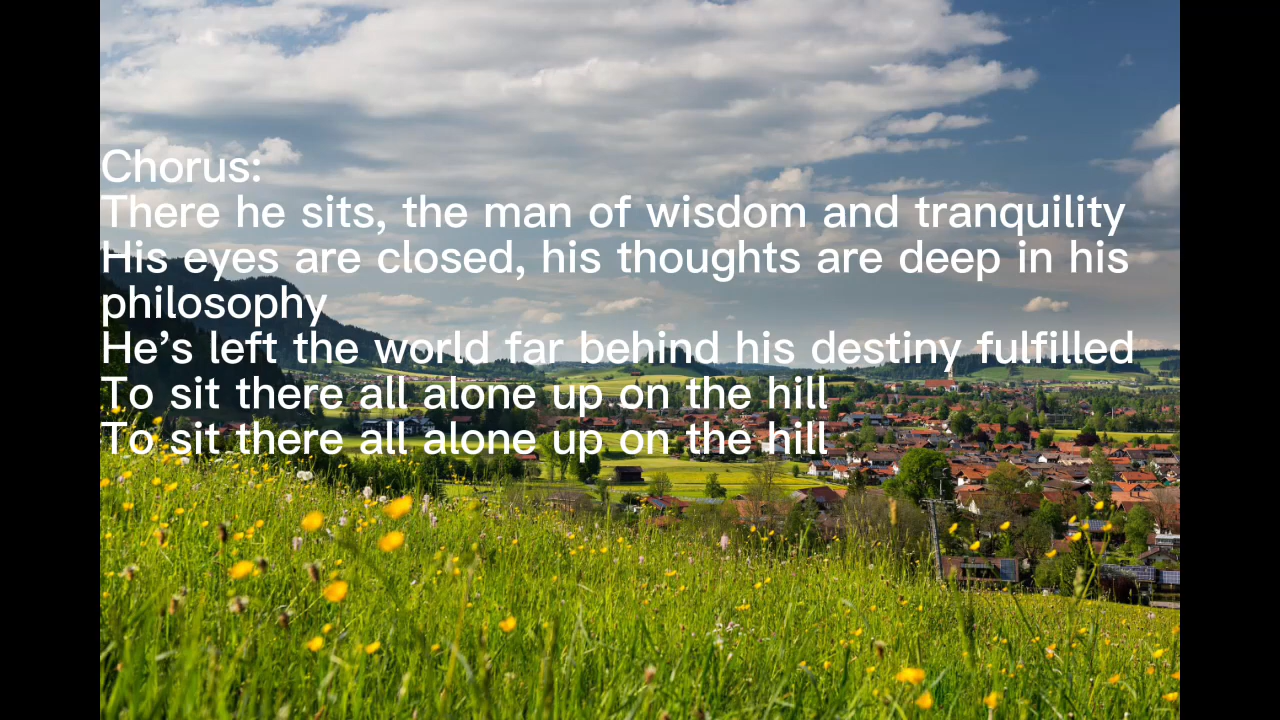 Chorus:
There he sits, the man of wisdom and tranquility
His eyes are closed, his thoughts are deep in his
philosophy
He's left the world far behind his destiny fulfilled
To sit there all alone up on the hill
To sit there all alone up on the hill